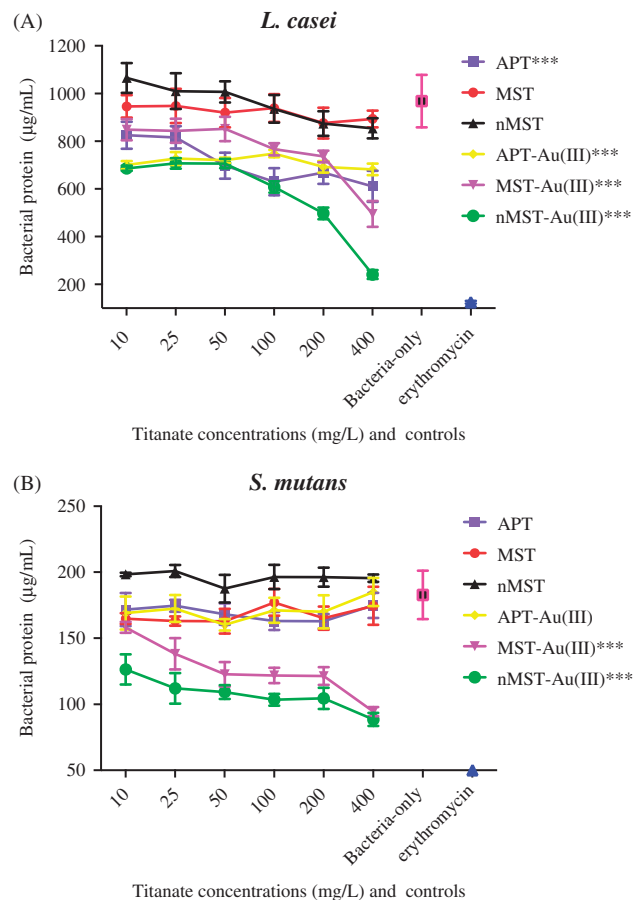 (A)
L. casei
1200
1000
800
600
400
200
Bacterial protein (μg/mL)
10
25
50
100
200
400
Bacteria-only
erythromycin
Titanate concentrations (mg/L) and controls
APT***
MST
nMST
APT-Au(III)***
MST-Au(III)***
nMST-Au(III)***
(B)
S. mutans
250
200
150
100
50
Bacterial protein (μg/mL)
10
25
50
100
200
400
Bacteria-only
erythromycin
Titanate concentrations (mg/L) and controls
APT
MST
nMST
APT-Au(III)
MST-Au(III)***
nMST-Au(III)***